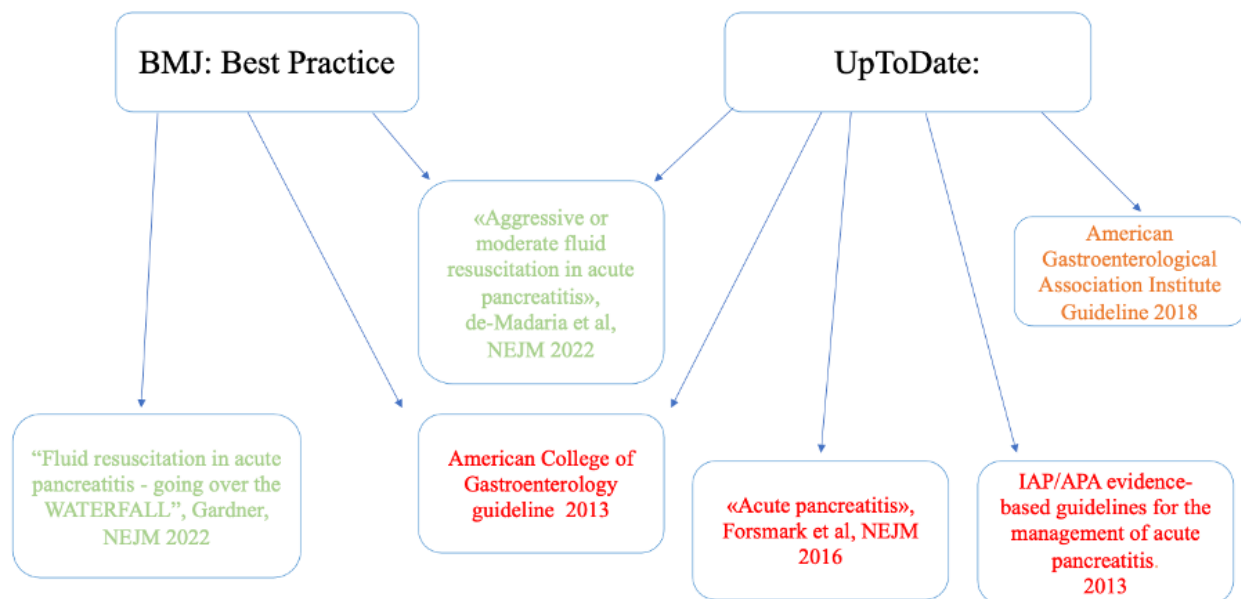 BMJ: Best Practice
UpToDate:
«Aggressive or
moderate fluid
resuscitation in acute
pancreatitis»,
de-Madaria et al,
NEJM 2022
American
Gastroenterological
Association Institute
Guideline 2018
“Fluid resuscitation in acute
pancreatitis - going over the
WATERFALL”, Gardner,
NEJM 2022
American College of
Gastroenterology
guideline 2013
«Acute pancreatitis»,
Forsmark et al, NEJM
2016
IAP/APA evidence-
based guidelines for the
management of acute
pancreatitis.
2013